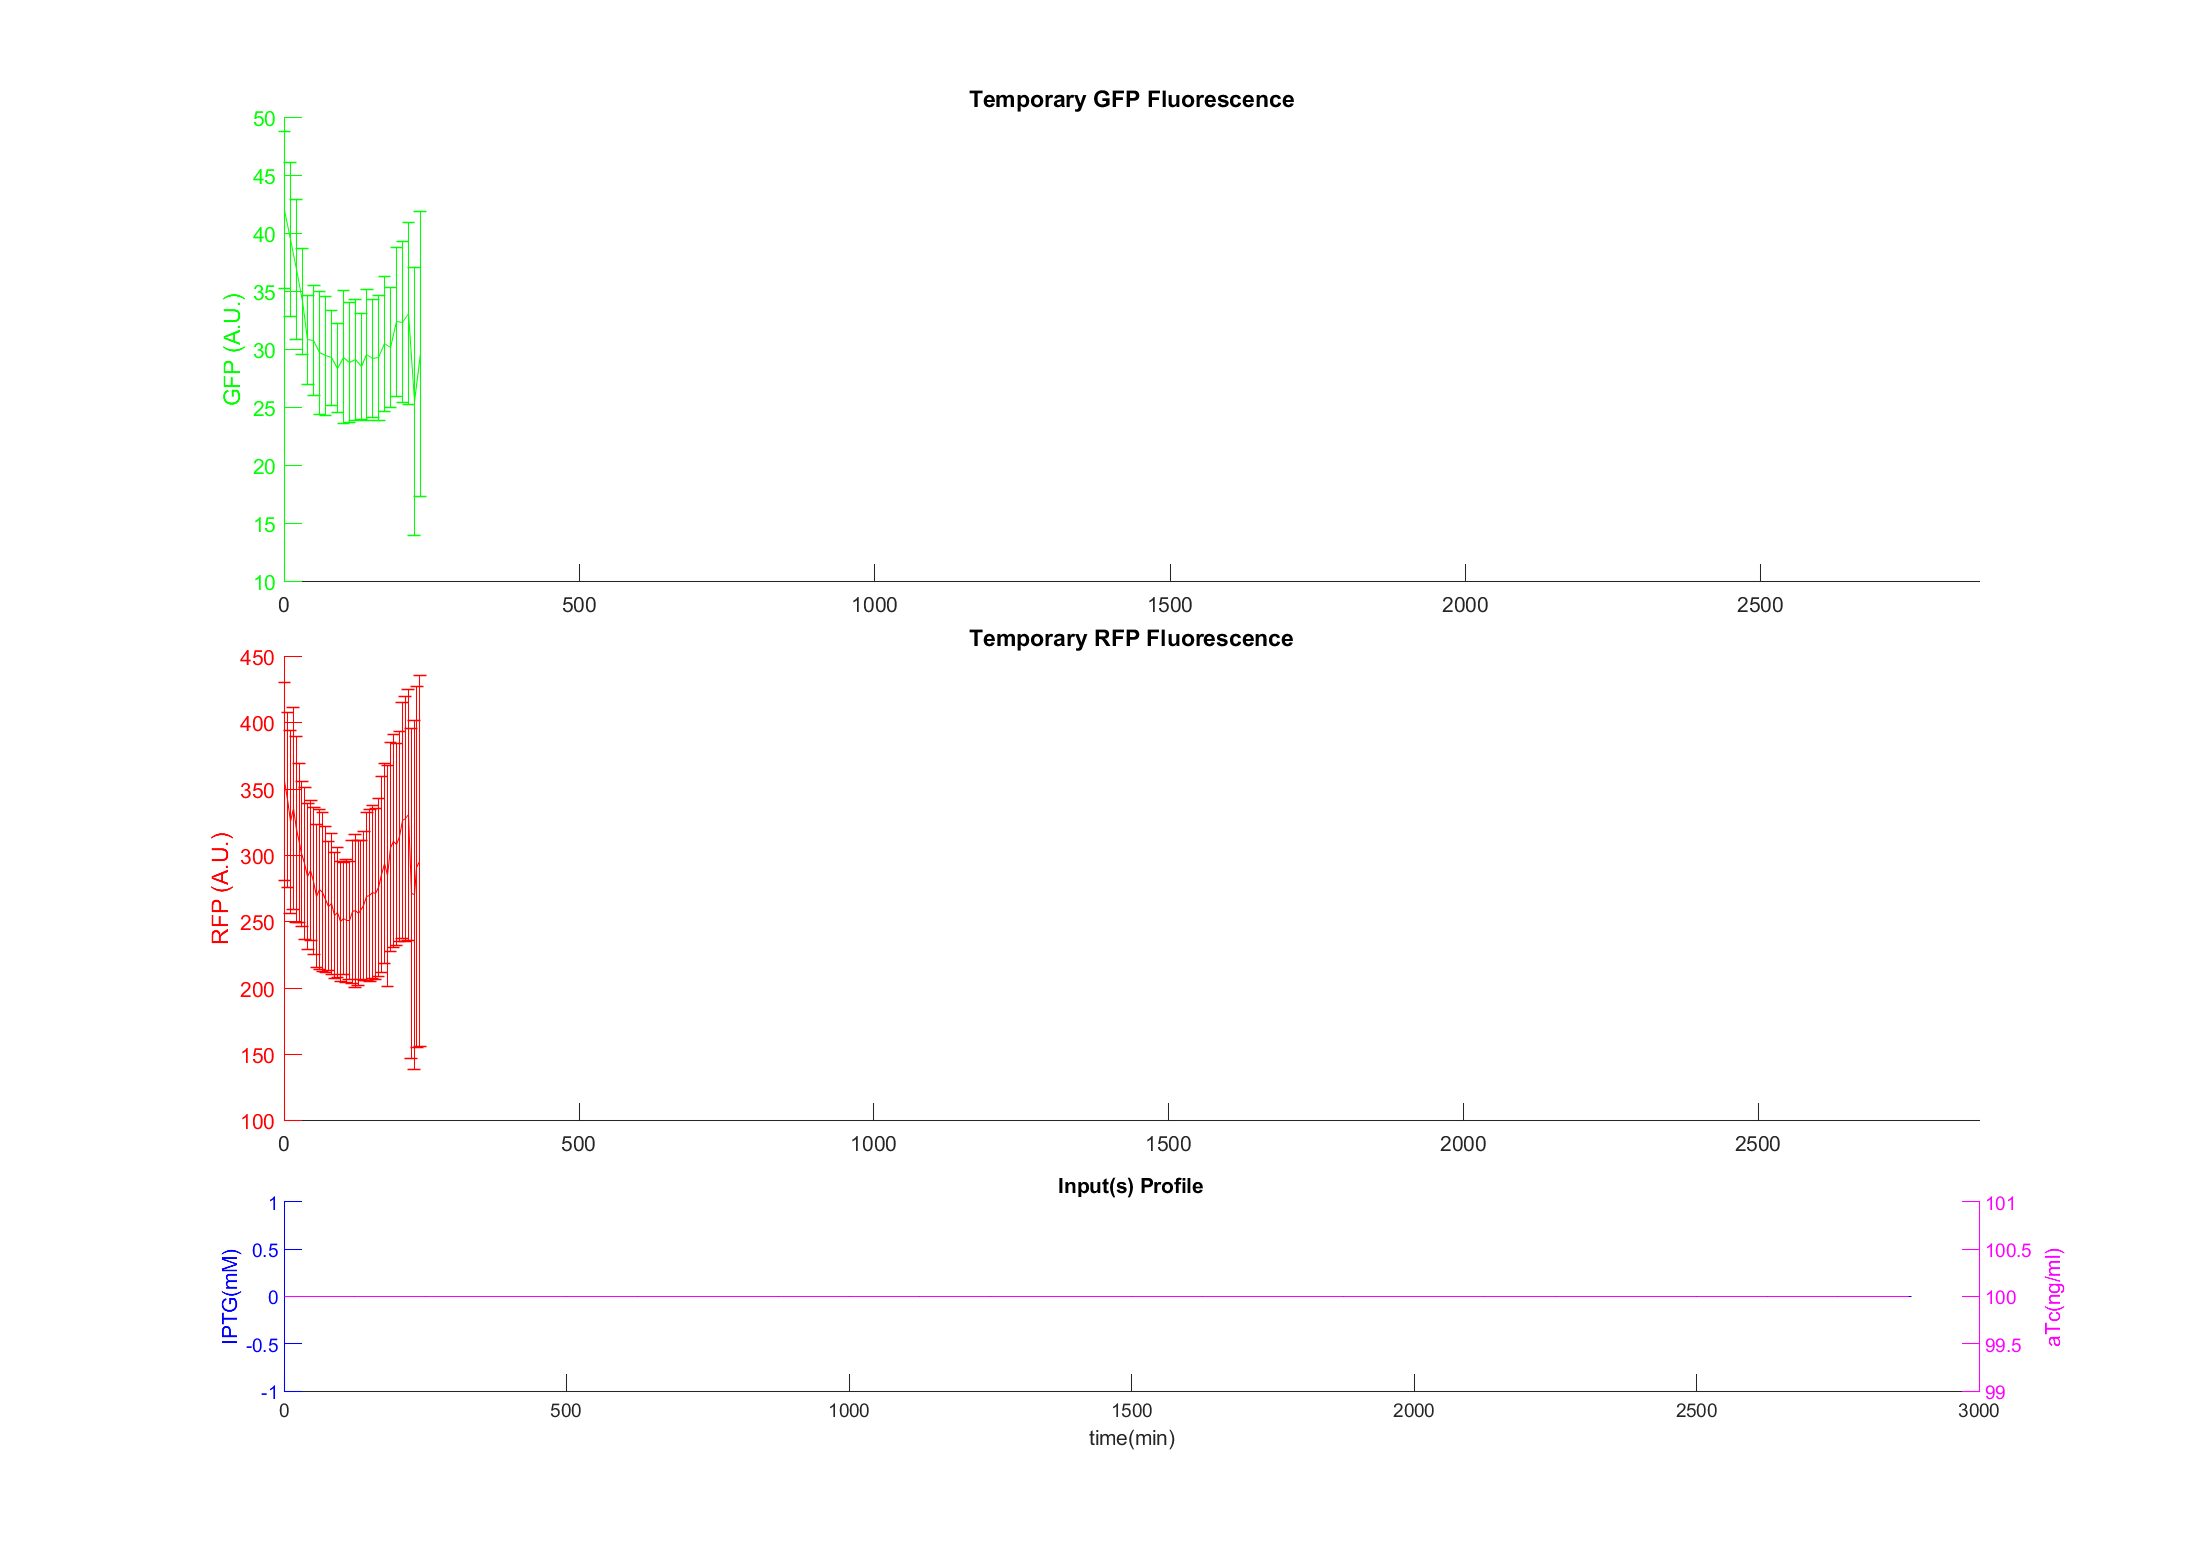 Temporary GFP Fluorescence
50
45
40
35
30
25
20
15
10
GFP (A.U.)
0 500 1000 1500 2000 2500
Temporary RFP Fluorescence
450
400
350
300
250
200
150
100
RFP (A.U.)
0 500 1000 1500 2000 2500
Input(s) Profile
1
0.5
0
-0.5
-1
IPTG(mM)
101
100.5
100
99.5
99
aTc(ng/ml)
0 500 1000 1500 2000 2500 3000
time(min)